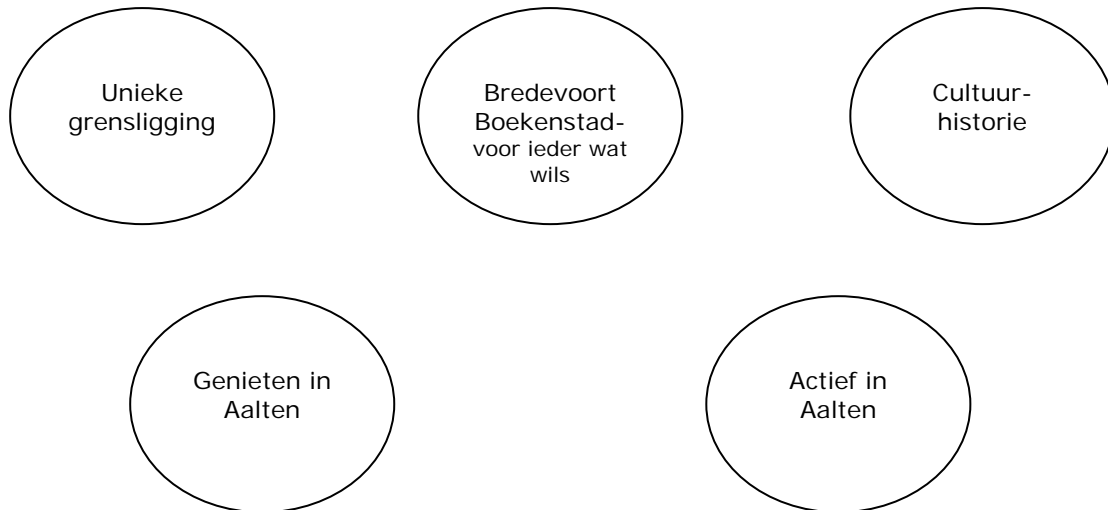 Unieke
grensligging
Bredevoort
Boekenstad-
voor ieder wat
wils
Cultuur-
historie
Genieten in
Aalten
Actief in
Aalten